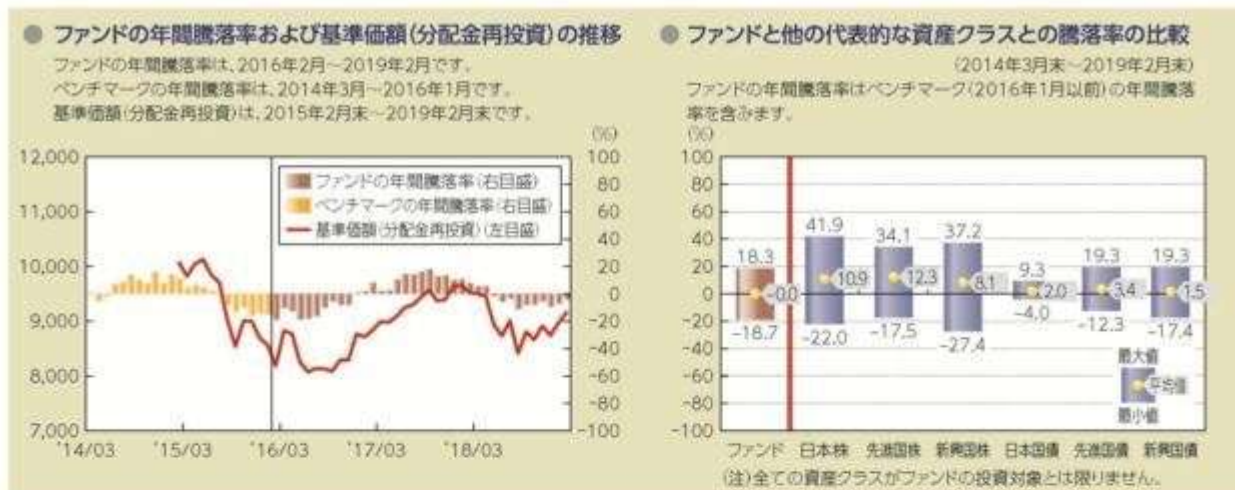 ● ファンドの年間騰落率および基準価額(分配金再投資)の推移
ファンドの年間騰落率は、2016年2月~2019年2月です。
ベンチマークの年間騰落率は、2014年3月~2016年1月です。
基準価額(分配金再投資)は、2015年2月末~2019年2月末です。
(%)
12,000
11,000
10,000
9,000
8,000
7,000
100
80
60
40
20
0
-20
-40
-60
-80
-100
ファンドの年間騰落率(右目盛)
ベンチマークの年間騰落率(右目盛)
基準価額(分配金再投資)(左目盛)
'14/03 '15/03 '16/03 '17/03 '18/03
● ファンドと他の代表的な資産クラスとの騰落率の比較
(2014年3月末~2019年2月末)
ファンドの年間騰落率はベンチマーク(2016年1月以前)の年間騰落
率を含みます。
(%)
100
80
60
40
20
0
-20
-40
-60
-80
-100
18.3 41.9 34.1 37.2 9.3 19.3 19.3
-0.0 10.9 12.3 8.1 2.0 3.4 1.5
-18.7 -22.0 -17.5 -27.4 -4.0 -12.3 -17.4
最大値
平均値
最小値
ファンド 日本株 先進国株 新興国株 日本国債 先進国債 新興国債
(注)全ての資産クラスがファンドの投資対象とは限りません。